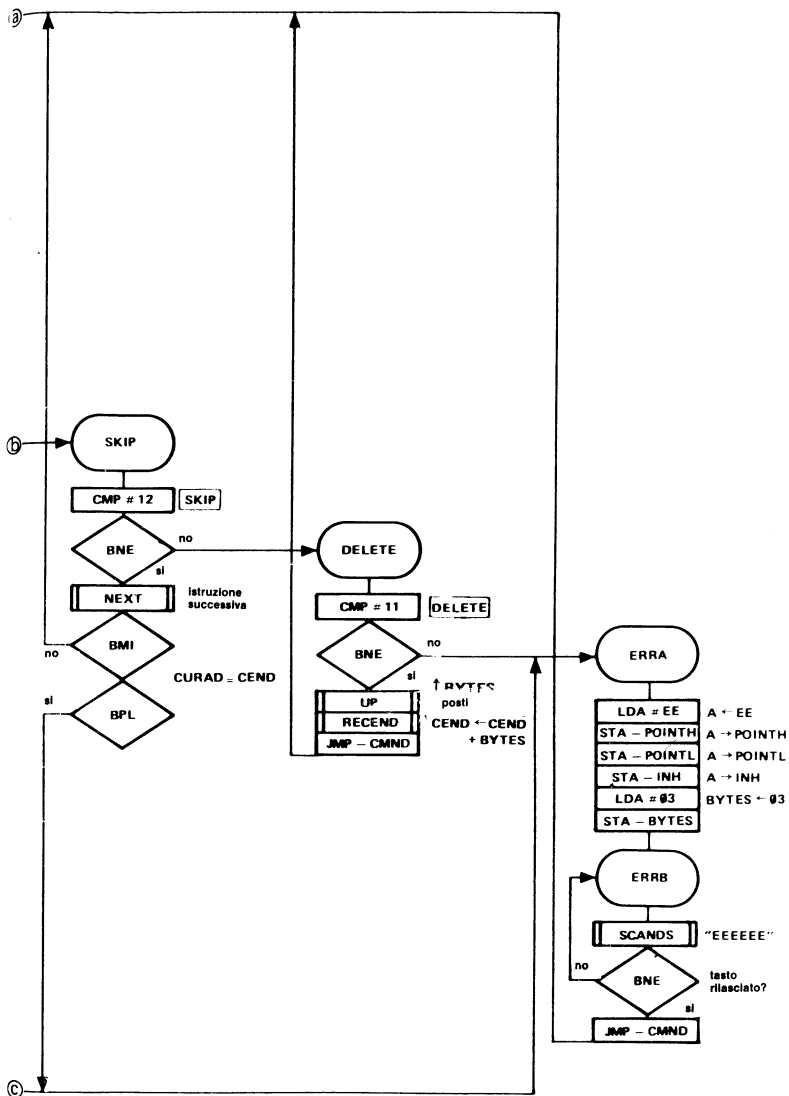 a
b
SKIP
CMP # 12 SKIP
BNE
no
si
NEXT
istruzione
successiva
BMI
no
CURAD = CEND
si
BPL
DELETE
CMP # 11 DELETE
BNE
no
si
UP
↑ BYTES
posti
RECEND
CEND ← CEND
+ BYTES
JMP – CMND
ERRA
LDA # EE A ← EE
STA – POINTH A → POINTH
STA – POINTL A → POINTL
STA – INH A → INH
LDA # Ø3 BYTES ← Ø3
STA – BYTES
ERRB
SCANDS "EEEEEE"
no
BNE
tasto
rilasciato?
si
JMP – CMND
c